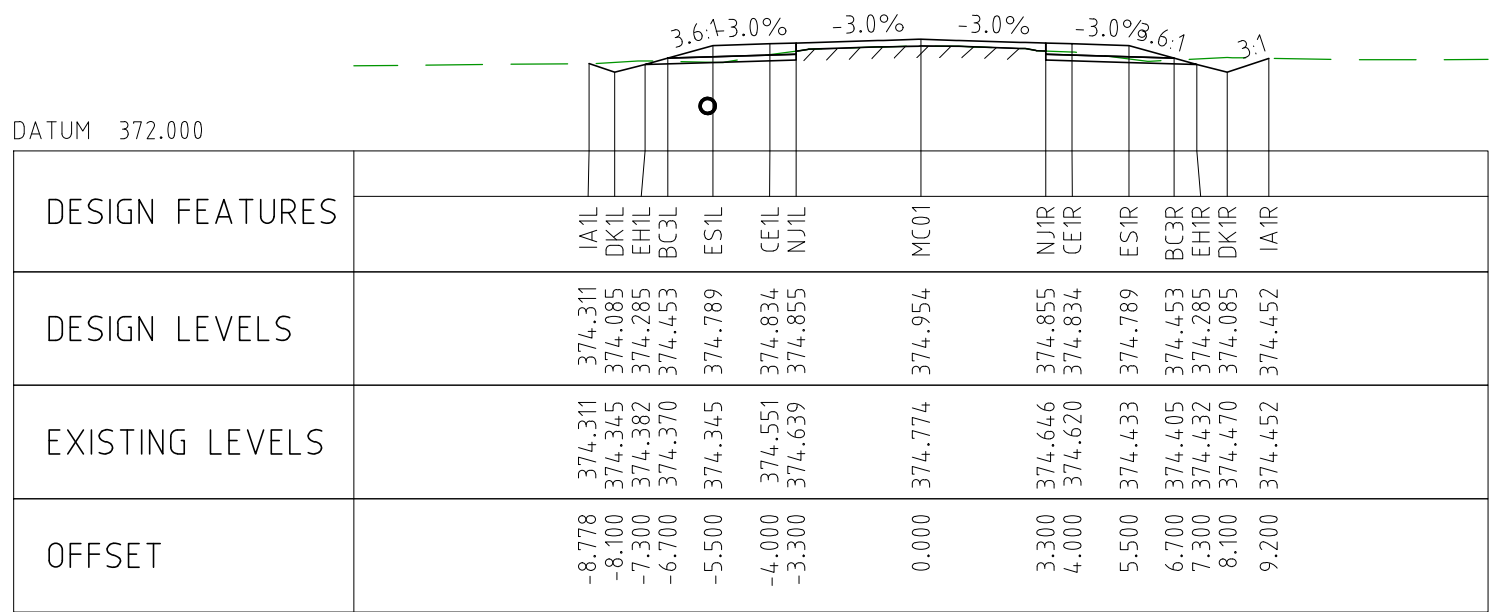 3.6:1 -3.0% -3.0% -3.0% -3.0% 3.6:1 3:1
DATUM 372.000
DESIGN FEATURES IA1L DK1L EH1L BC3L ES1L CE1L NJ1L MC01 NJ1R CE1R ES1R BC3R EH1R DK1R IA1R
DESIGN LEVELS 374.311 374.085 374.285 374.453 374.789 374.834 374.855 374.954 374.855 374.834 374.789 374.453 374.285 374.085 374.452
EXISTING LEVELS 374.311 374.345 374.382 374.370 374.345 374.551 374.639 374.774 374.646 374.620 374.433 374.405 374.432 374.470 374.452
OFFSET -8.778 -8.100 -7.300 -6.700 -5.500 -4.000 -3.300 0.000 3.300 4.000 5.500 6.700 7.300 8.100 9.200